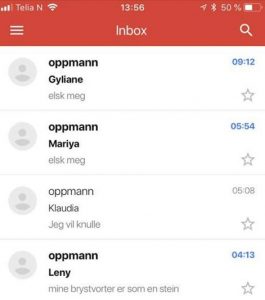 Telia N 13:56 50 %
Inbox
oppmann 09:12
Gyliane
elsk meg
oppmann 05:54
Mariya
elsk meg
oppmann 05:08
Klaudia
Jeg vil knulle
oppmann 04:13
Leny
mine brystvorter er som en stein